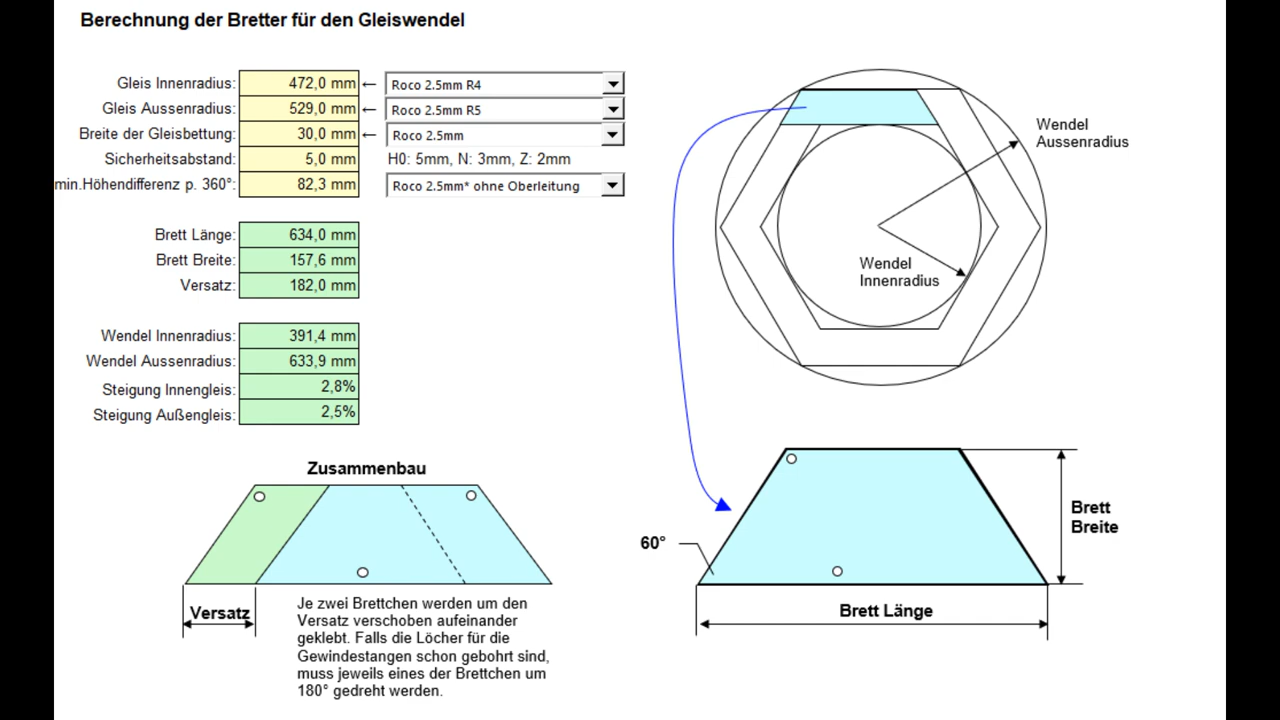 Berechnung der Bretter für den Gleiswendel
Gleis Innenradius: 472,0 mm ← Roco 2.5mm R4
Gleis Aussenradius: 529,0 mm ← Roco 2.5mm R5
Breite der Gleisbettung: 30,0 mm ← Roco 2.5mm
Sicherheitsabstand: 5,0 mm H0: 5mm, N: 3mm, Z: 2mm
min.Höhendifferenz p. 360°: 82,3 mm Roco 2.5mm* ohne Oberleitung
Brett Länge: 634,0 mm
Brett Breite: 157,6 mm
Versatz: 182,0 mm
Wendel Innenradius: 391,4 mm
Wendel Aussenradius: 633,9 mm
Steigung Innengleis: 2,8%
Steigung Außengleis: 2,5%
Wendel
Aussenradius
Wendel
Innenradius
Zusammenbau
Versatz
Je zwei Brettchen werden um den
Versatz verschoben aufeinander
geklebt. Falls die Löcher für die
Gewindestangen schon gebohrt sind,
muss jeweils eines der Brettchen um
180° gedreht werden.
60°
Brett
Breite
Brett Länge